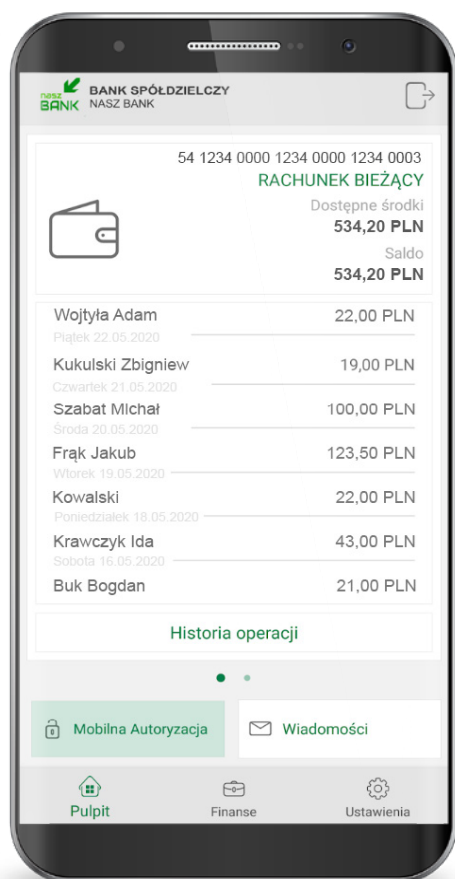 nasz
BANK
BANK SPÓŁDZIELCZY
NASZ BANK
54 1234 0000 1234 0000 1234 0003
RACHUNEK BIEŻĄCY
Dostępne środki
534,20 PLN
Saldo
534,20 PLN
Wojtyła Adam 22,00 PLN
Piątek 22.05.2020
Kukulski Zbigniew 19,00 PLN
Czwartek 21.05.2020
Szabat MIchał 100,00 PLN
Środa 20.05.2020
Frąk Jakub 123,50 PLN
Wtorek 19.05.2020
Kowalski 22,00 PLN
Poniedziałek 18.05.2020
Krawczyk Ida 43,00 PLN
Sobota 16.05.2020
Buk Bogdan 21,00 PLN
Historia operacji
Mobilna Autoryzacja Wiadomości
Pulpit Finanse Ustawienia